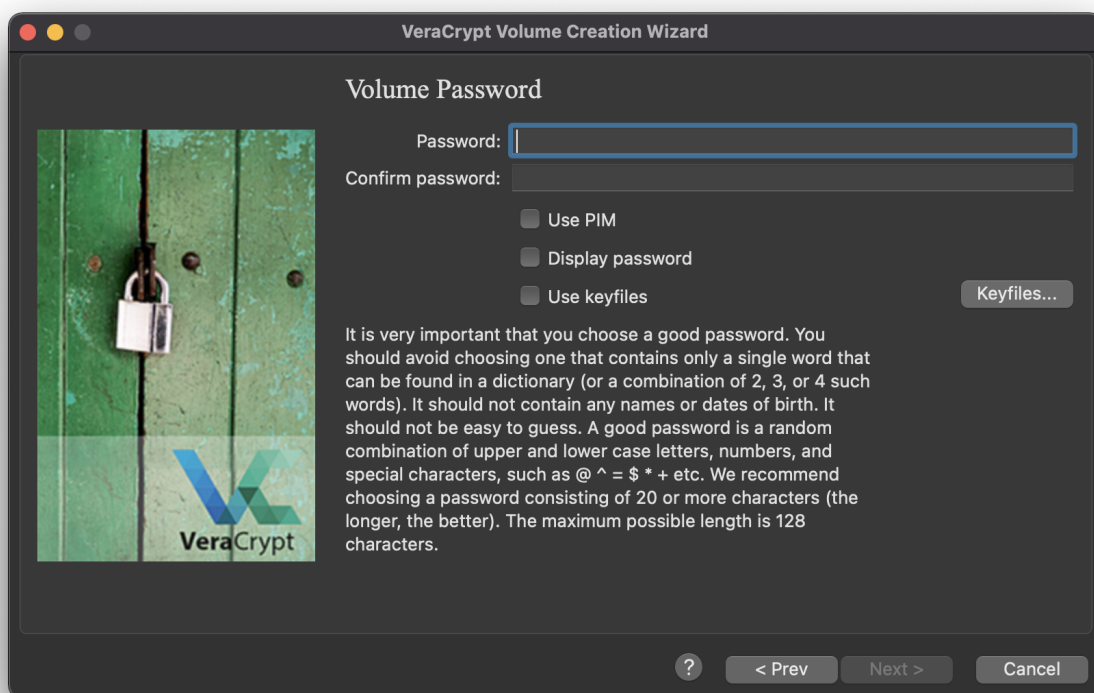 VeraCrypt Volume Creation Wizard
Volume Password
Password:
Confirm password:
Use PIM
Display password
Use keyfiles
Keyfiles...
It is very important that you choose a good password. You
should avoid choosing one that contains only a single word that
can be found in a dictionary (or a combination of 2, 3, or 4 such
words). It should not contain any names or dates of birth. It
should not be easy to guess. A good password is a random
combination of upper and lower case letters, numbers, and
special characters, such as @ ^ = $ * + etc. We recommend
choosing a password consisting of 20 or more characters (the
longer, the better). The maximum possible length is 128
characters.
VeraCrypt
?
< Prev
Next >
Cancel